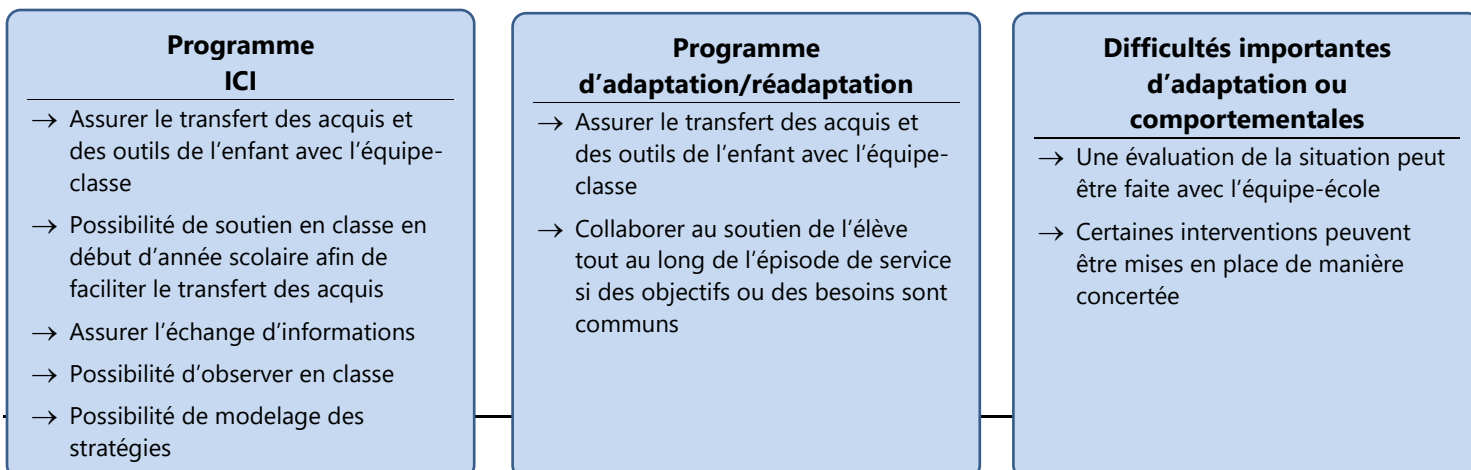 Programme
ICI
→ Assurer le transfert des acquis et
des outils de l’enfant avec l’équipe-
classe
→ Possibilité de soutien en classe en
début d’année scolaire afin de
faciliter le transfert des acquis
→ Assurer l’échange d’informations
→ Possibilité d’observer en classe
→ Possibilité de modelage des
stratégies
Programme
d’adaptation/réadaptation
→ Assurer le transfert des acquis et
des outils de l’enfant avec l’équipe-
classe
→ Collaborer au soutien de l’élève
tout au long de l’épisode de service
si des objectifs ou des besoins sont
communs
Difficultés importantes
d’adaptation ou
comportementales
→ Une évaluation de la situation peut
être faite avec l’équipe-école
→ Certaines interventions peuvent
être mises en place de manière
concertée